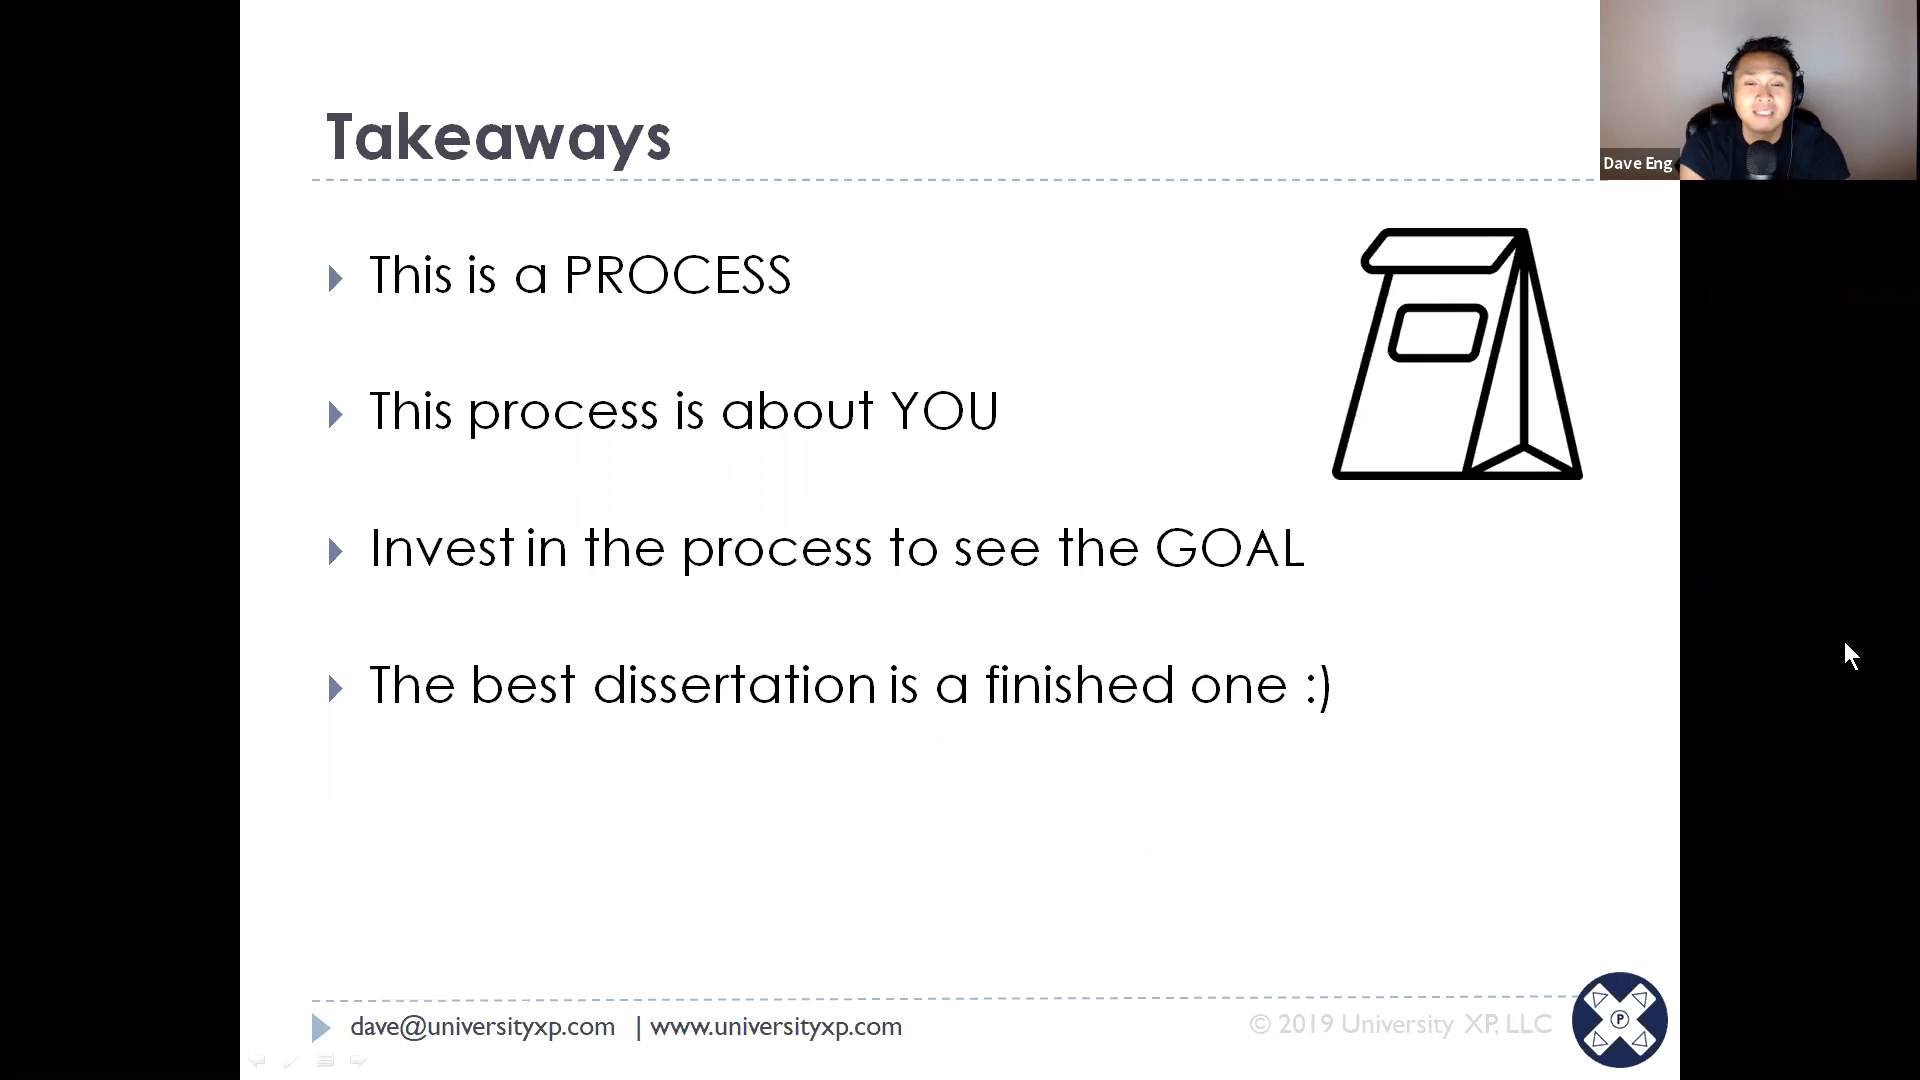 Takeaways
Dave Eng
This is a PROCESS
This process is about YOU
Invest in the process to see the GOAL
The best dissertation is a finished one :)
dave@universityxp.com | www.universityxp.com
© 2019 University XP, LLC
P